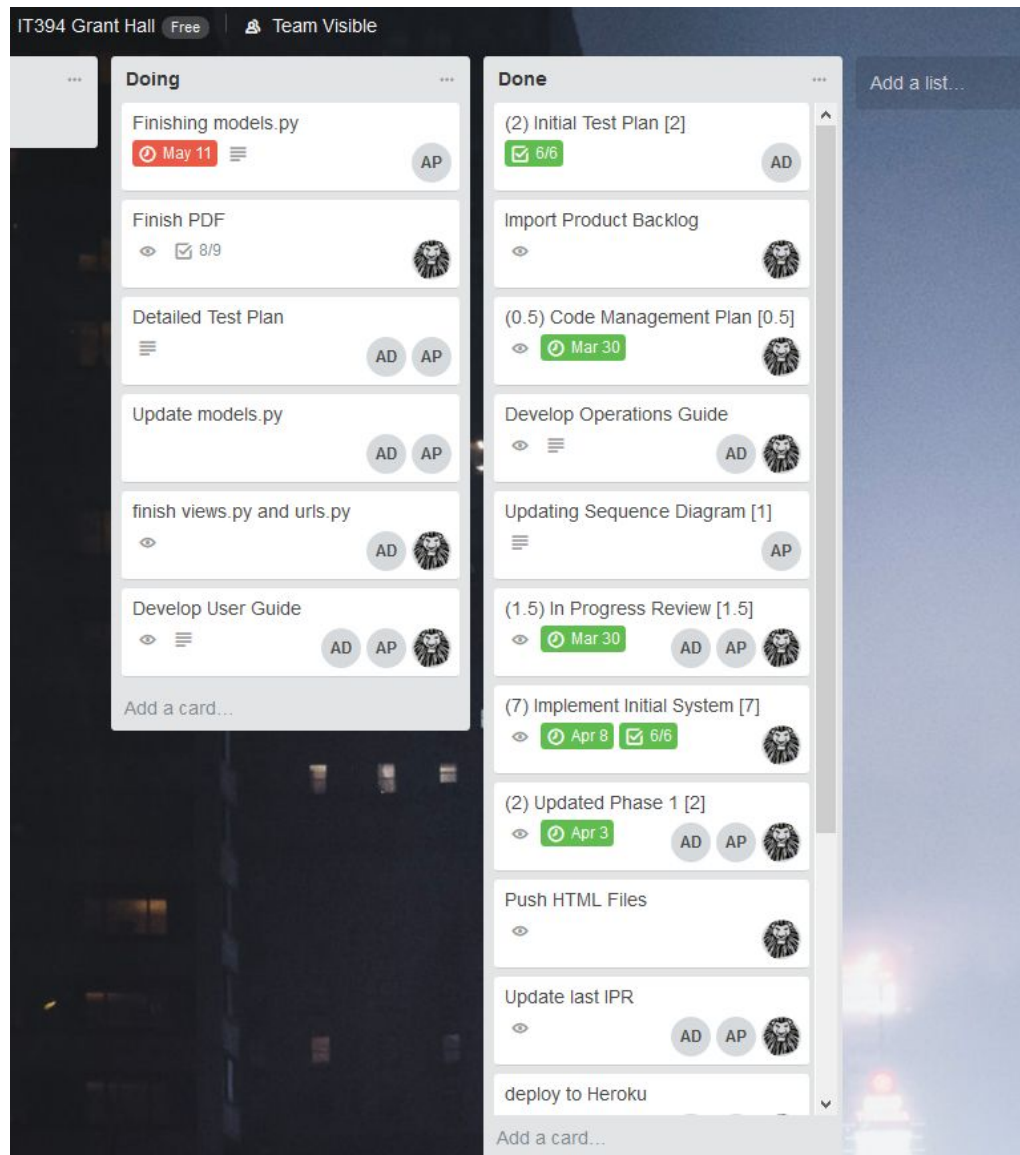 IT394 Grant Hall Free Team Visible
Doing
Finishing models.py
May 11
AP
Finish PDF
8/9
Detailed Test Plan
AD AP
Update models.py
AD AP
finish views.py and urls.py
AD
Develop User Guide
AD AP
Add a card...
Done
(2) Initial Test Plan [2]
6/6
AD
Import Product Backlog
(0.5) Code Management Plan [0.5]
Mar 30
Develop Operations Guide
AD
Updating Sequence Diagram [1]
AP
(1.5) In Progress Review [1.5]
Mar 30
AD AP
(7) Implement Initial System [7]
Apr 8 6/6
(2) Updated Phase 1 [2]
Apr 3
AD AP
Push HTML Files
Update last IPR
AD AP
deploy to Heroku
Add a card...
Add a list...